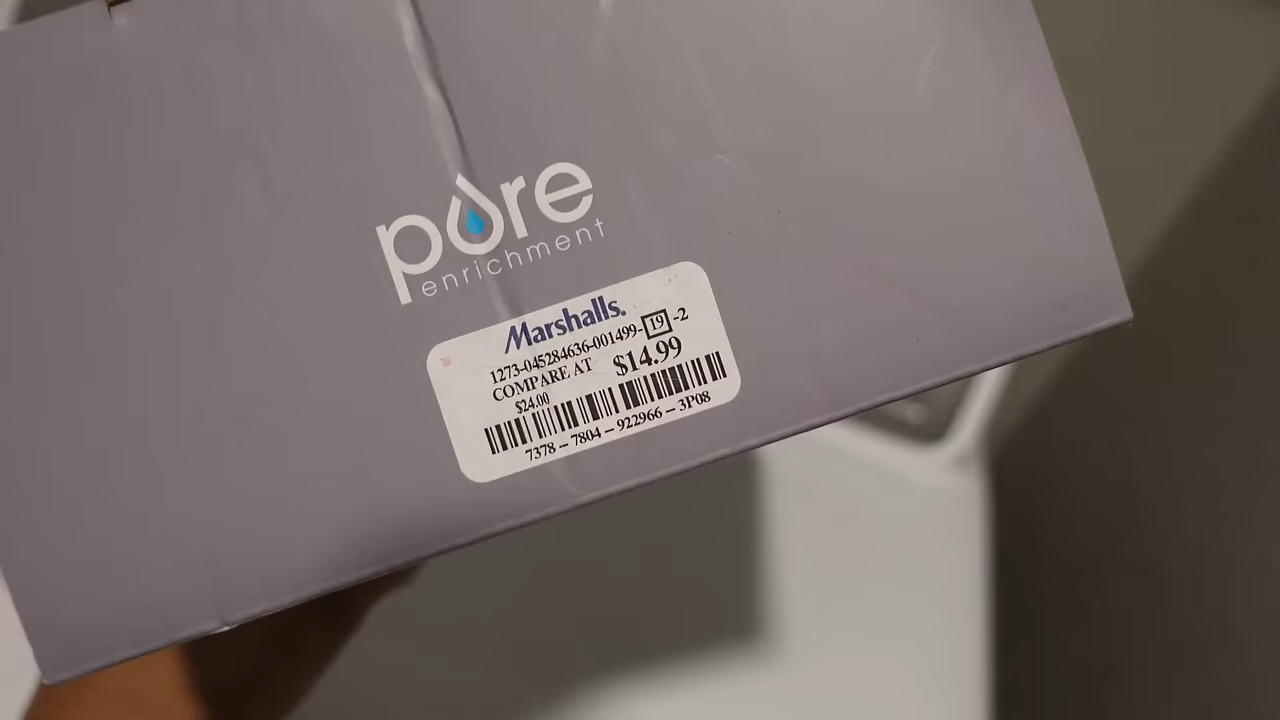 pure
enrichment
Marshalls.
1273-045284636-001499-19-2
COMPARE AT $14.99
$24.00
7378 – 7804 – 922966 – 3P08